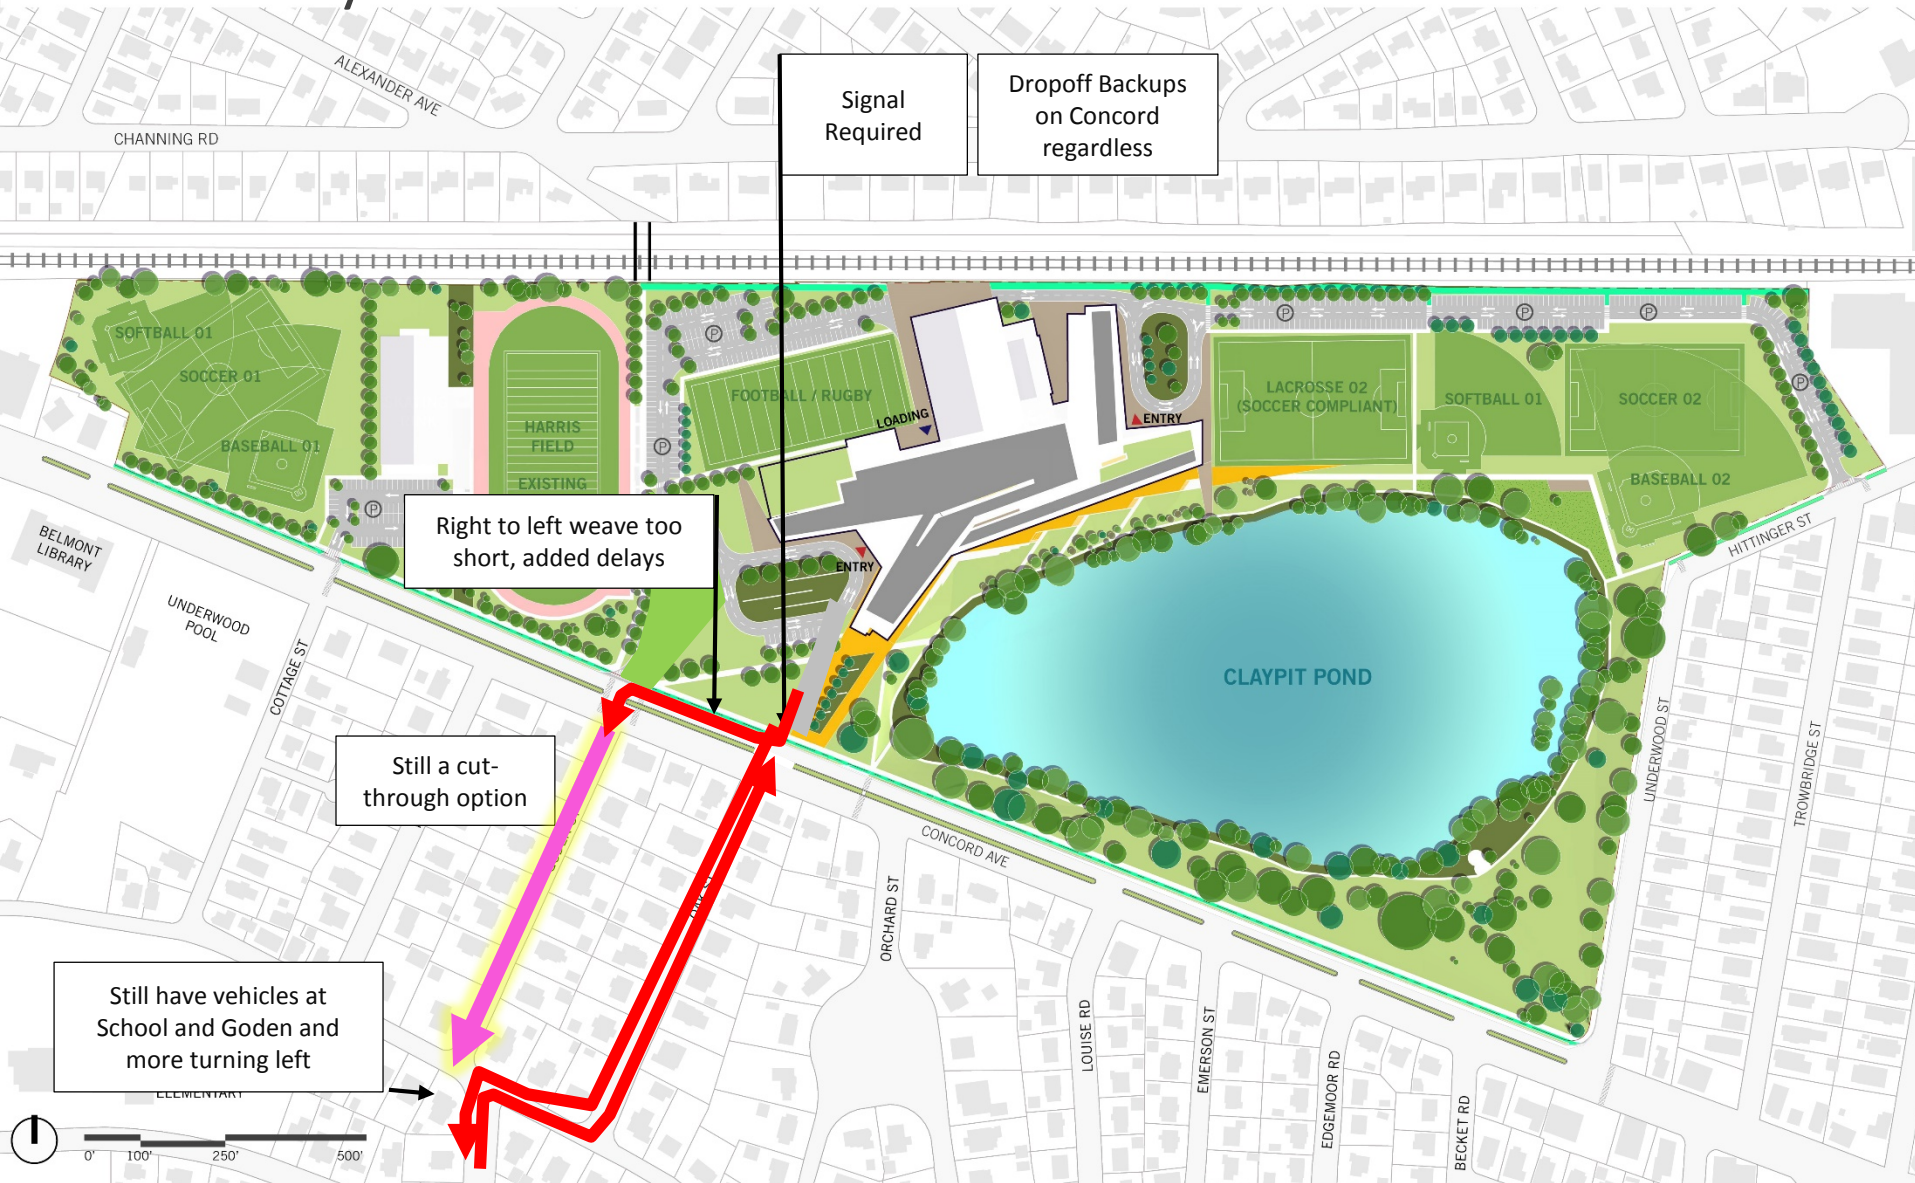 ALEXANDER AVE
CHANNING RD
Signal
Required
Dropoff Backups
on Concord
regardless
SOFTBALL 01
SOCCER 01
BASEBALL 01
HARRIS
FIELD
EXISTING
P
P
P
FOOTBALL / RUGBY
LOADING
ENTRY
ENTRY
P
P
P
P
LACROSSE 02
(SOCCER COMPLIANT)
SOFTBALL 01
SOCCER 02
BASEBALL 02
HITTINGER ST
BELMONT
LIBRARY
UNDERWOOD
POOL
COTTAGE ST
Right to left weave too
short, added delays
CLAYPIT POND
Still a cut-
through option
CONCORD AVE
ORCHARD ST
LOUISE RD
EMERSON ST
EDGEMOOR RD
BECKET RD
UNDERWOOD ST
TROWBRIDGE ST
Still have vehicles at
School and Goden and
more turning left
ELEMENTARY
0' 100' 250' 500'